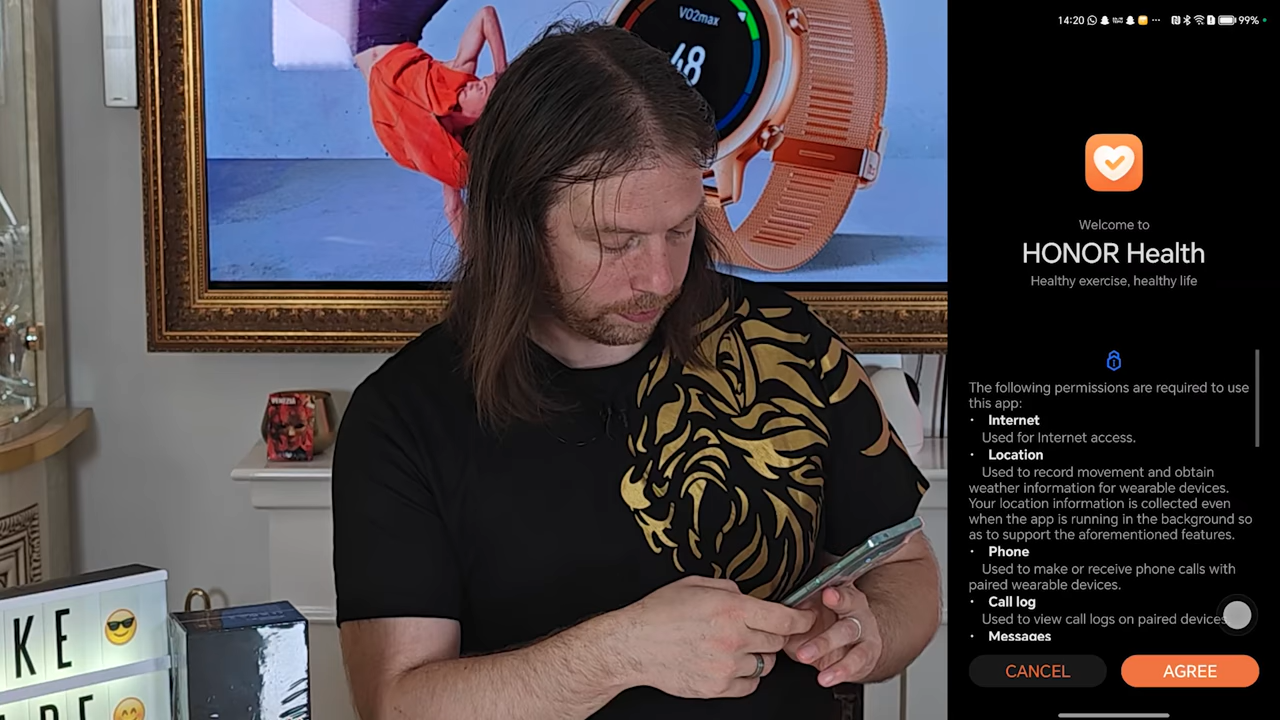 VO2max
48
VENEZIA
KE 😎
14:20
99%
Welcome to
HONOR Health
Healthy exercise, healthy life
The following permissions are required to use
this app:
• Internet
Used for Internet access.
• Location
Used to record movement and obtain
weather information for wearable devices.
Your location information is collected even
when the app is running in the background so
as to support the aforementioned features.
• Phone
Used to make or receive phone calls with
paired wearable devices.
• Call log
Used to view call logs on paired devices
• Messages
CANCEL
AGREE